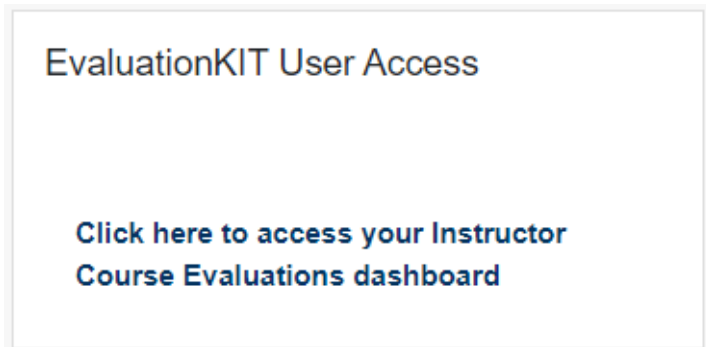 EvaluationKIT User Access
Click here to access your Instructor
Course Evaluations dashboard